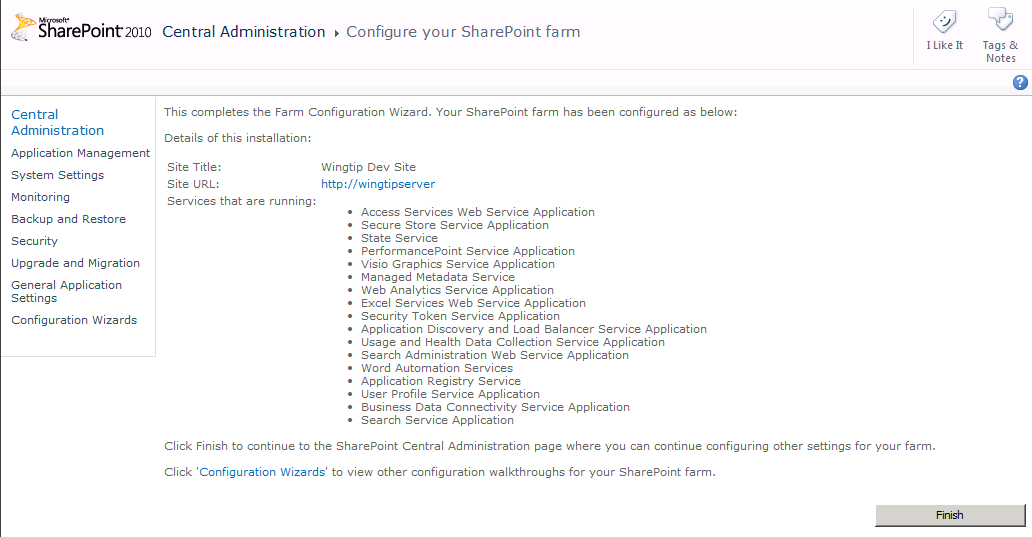 Microsoft®
SharePoint 2010 Central Administration ▸ Configure your SharePoint farm
I Like It
Tags &
Notes
?
Central
Administration
Application Management
System Settings
Monitoring
Backup and Restore
Security
Upgrade and Migration
General Application
Settings
Configuration Wizards
This completes the Farm Configuration Wizard. Your SharePoint farm has been configured as below:
Details of this installation:
Site Title: Wingtip Dev Site
Site URL: http://wingtipserver
Services that are running:
• Access Services Web Service Application
• Secure Store Service Application
• State Service
• PerformancePoint Service Application
• Visio Graphics Service Application
• Managed Metadata Service
• Web Analytics Service Application
• Excel Services Web Service Application
• Security Token Service Application
• Application Discovery and Load Balancer Service Application
• Usage and Health Data Collection Service Application
• Search Administration Web Service Application
• Word Automation Services
• Application Registry Service
• User Profile Service Application
• Business Data Connectivity Service Application
• Search Service Application
Click Finish to continue to the SharePoint Central Administration page where you can continue configuring other settings for your farm.
Click 'Configuration Wizards' to view other configuration walkthroughs for your SharePoint farm.
Finish